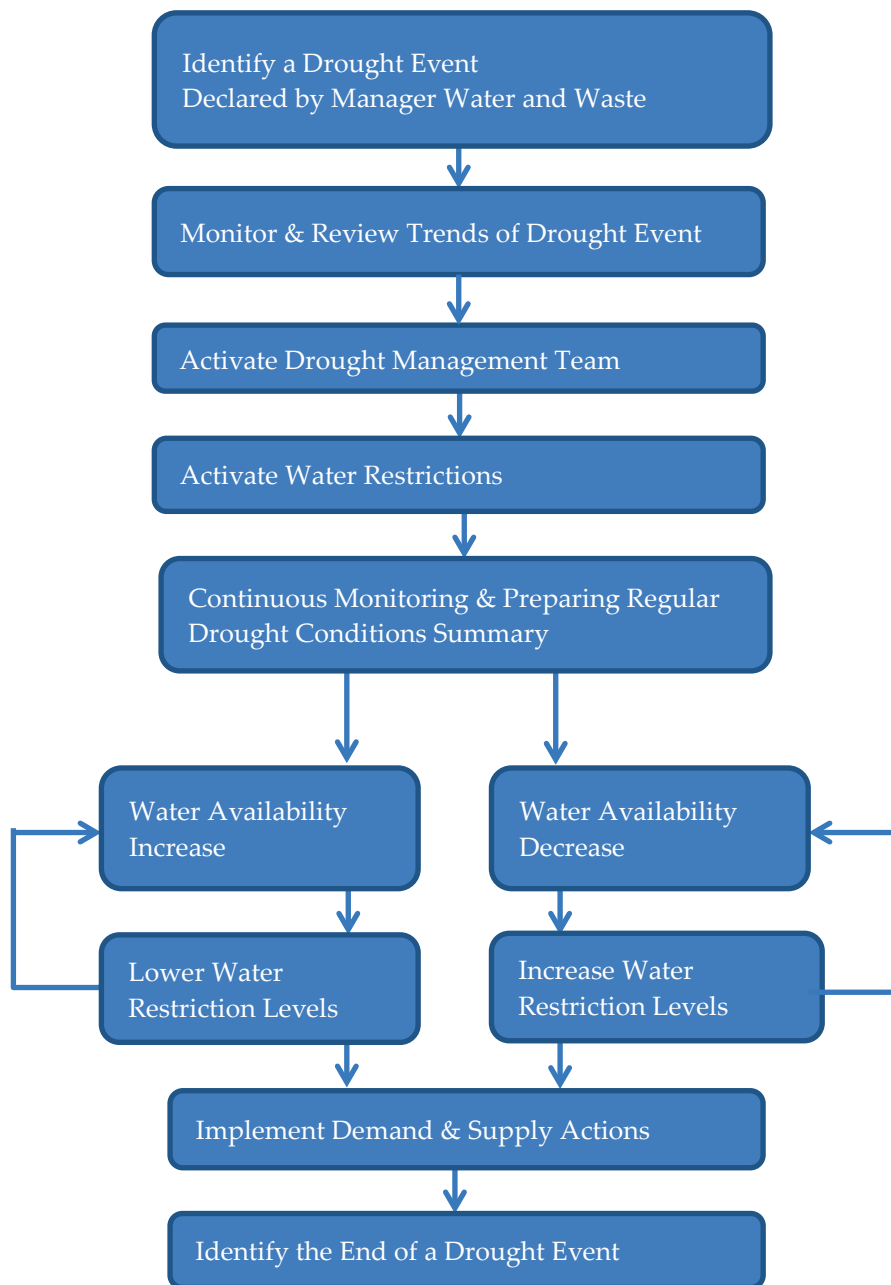 Identify a Drought Event
Declared by Manager Water and Waste
Monitor & Review Trends of Drought Event
Activate Drought Management Team
Activate Water Restrictions
Continuous Monitoring & Preparing Regular
Drought Conditions Summary
Water Availability
Increase
Water Availability
Decrease
Lower Water
Restriction Levels
Increase Water
Restriction Levels
Implement Demand & Supply Actions
Identify the End of a Drought Event